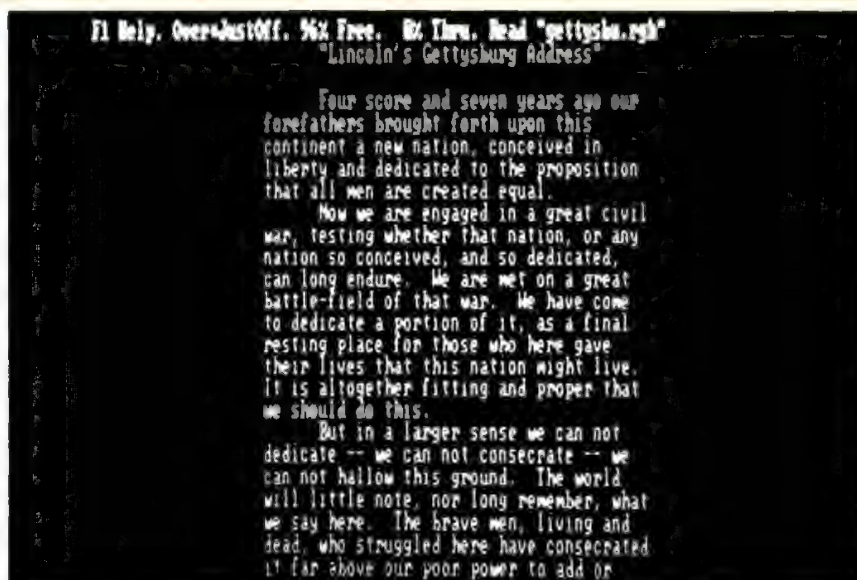 F1 Help. Over*JustOff. 96% Free. 8% Thru. Read "gettysbu.rgh"
"Lincoln's Gettysburg Address"
Four score and seven years ago our
forefathers brought forth upon this
continent a new nation, conceived in
liberty and dedicated to the proposition
that all men are created equal.
Now we are engaged in a great civil
war, testing whether that nation, or any
nation so conceived, and so dedicated,
can long endure. We are met on a great
battle-field of that war. We have come
to dedicate a portion of it, as a final
resting place for those who here gave
their lives that this nation might live.
It is altogether fitting and proper that
we should do this.
But in a larger sense we can not
dedicate -- we can not consecrate -- we
can not hallow this ground. The world
will little note, nor long remember, what
we say here. The brave men, living and
dead, who struggled here have consecrated
it far above our poor power to add or